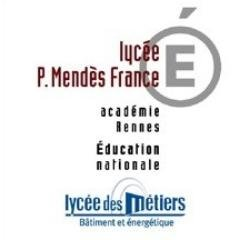 lycée
P. Mendès France
É
académie
Rennes
Éducation
nationale
lycée des métiers
Bâtiment et énergétique